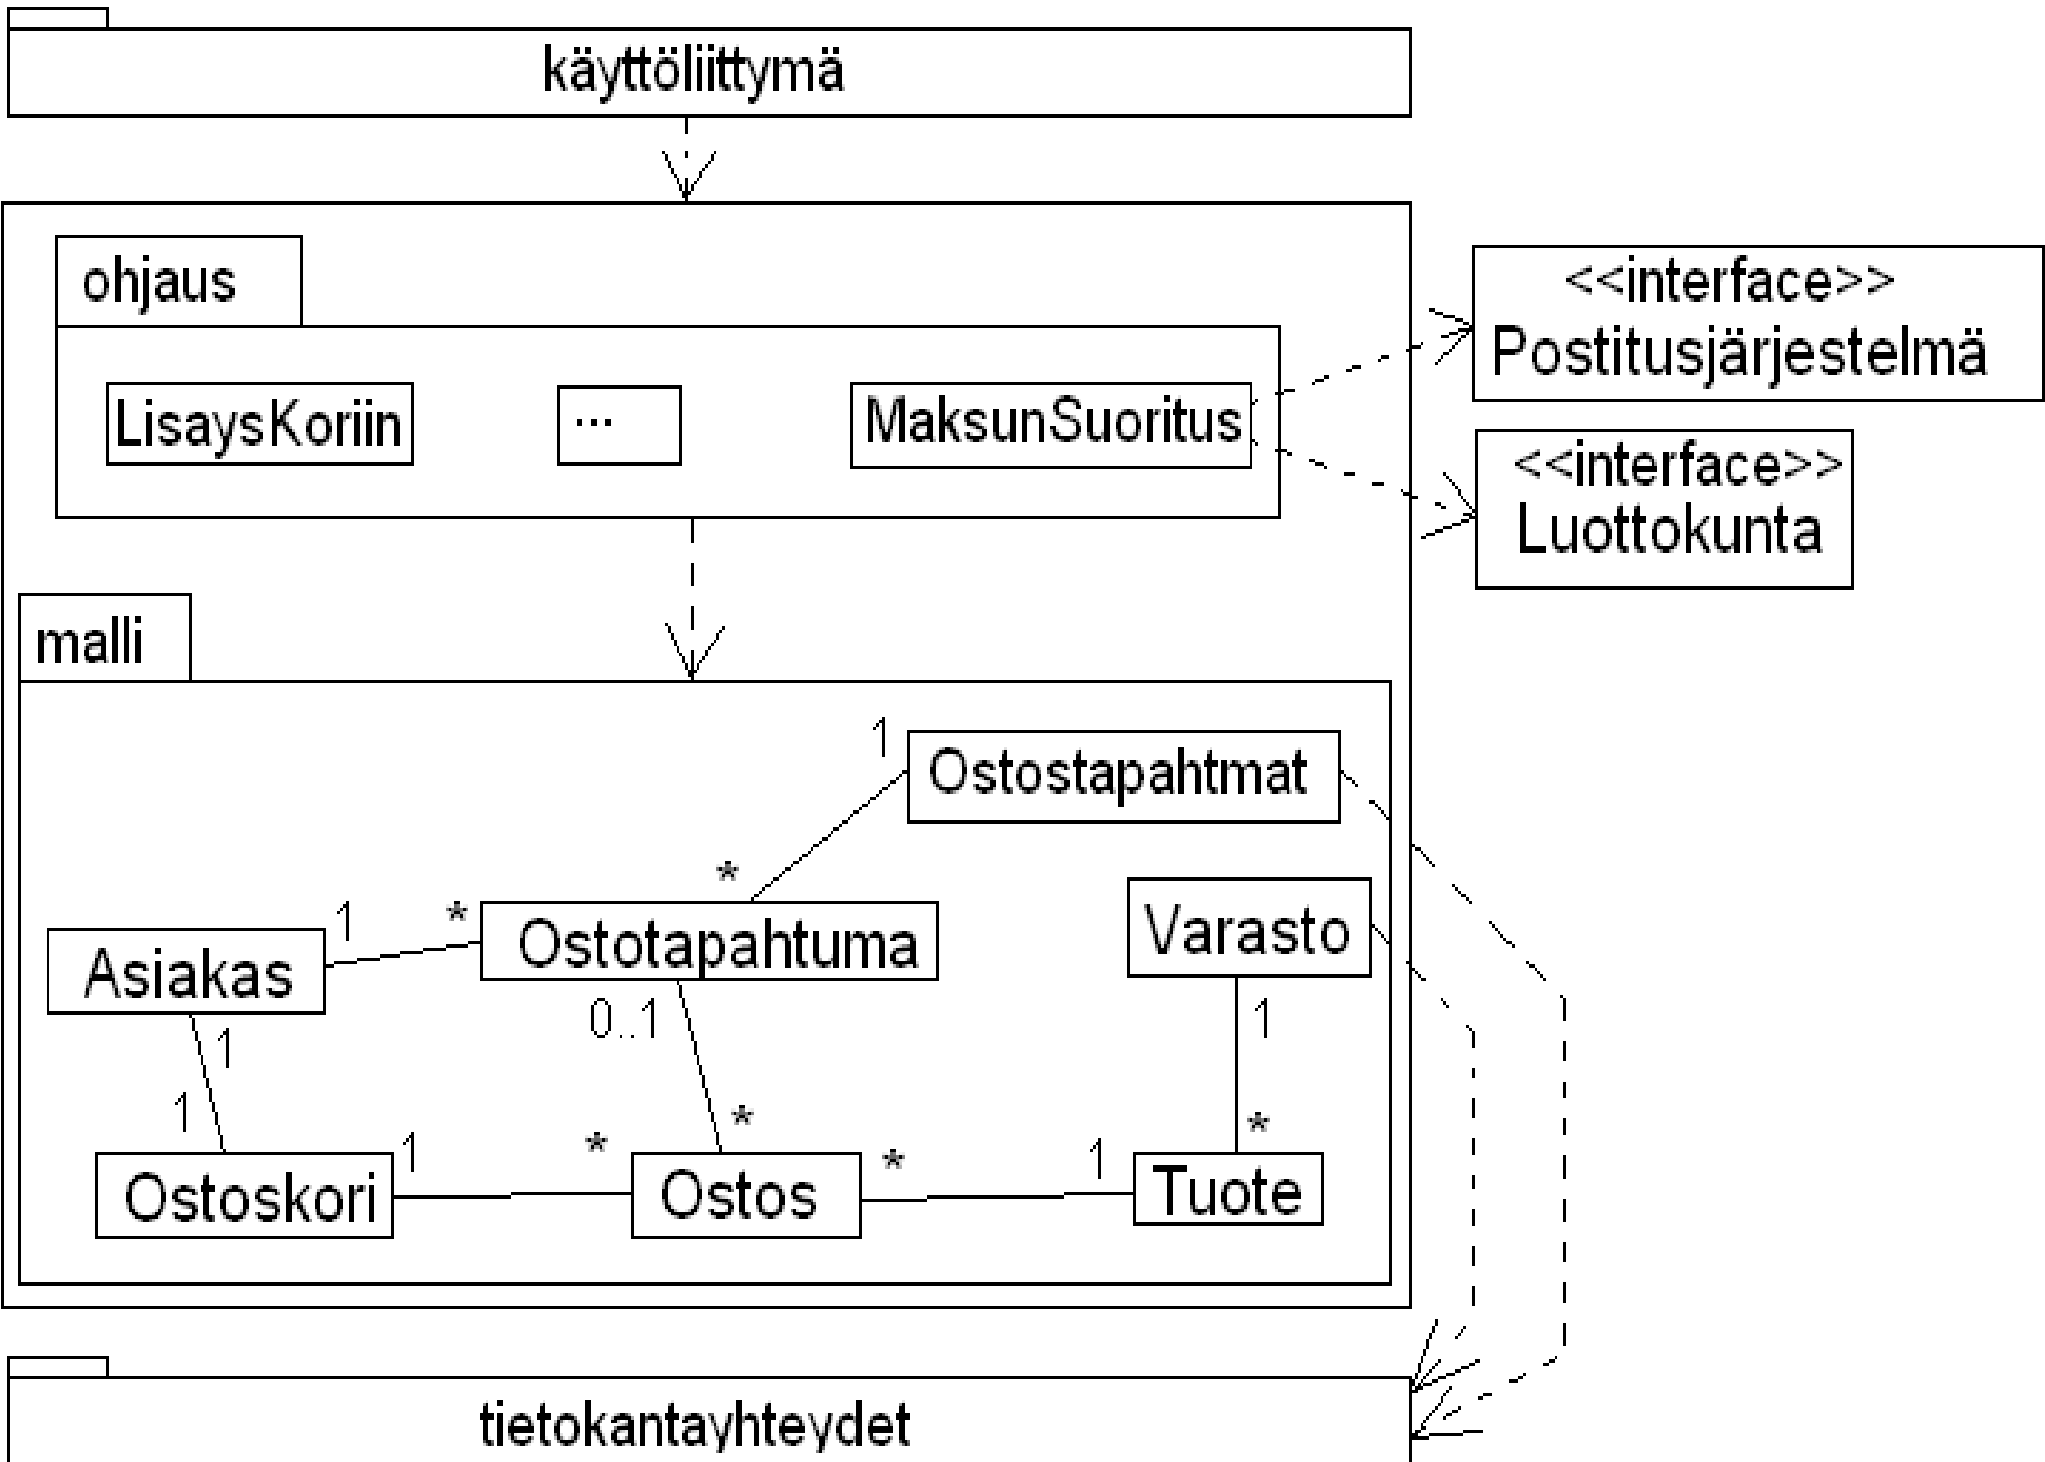 käyttöliittymä
ohjaus
LisaysKoriin
...
MaksunSuoritus
<<interface>>
Postitusjärjestelmä
<<interface>>
Luottokunta
malli
1
Ostostapahtmat
*
1
*
Ostotapahtuma
Varasto
Asiakas
0..1
1
1
1
*
*
1
*
*
1
Ostoskori
Ostos
Tuote
tietokantayhteydet